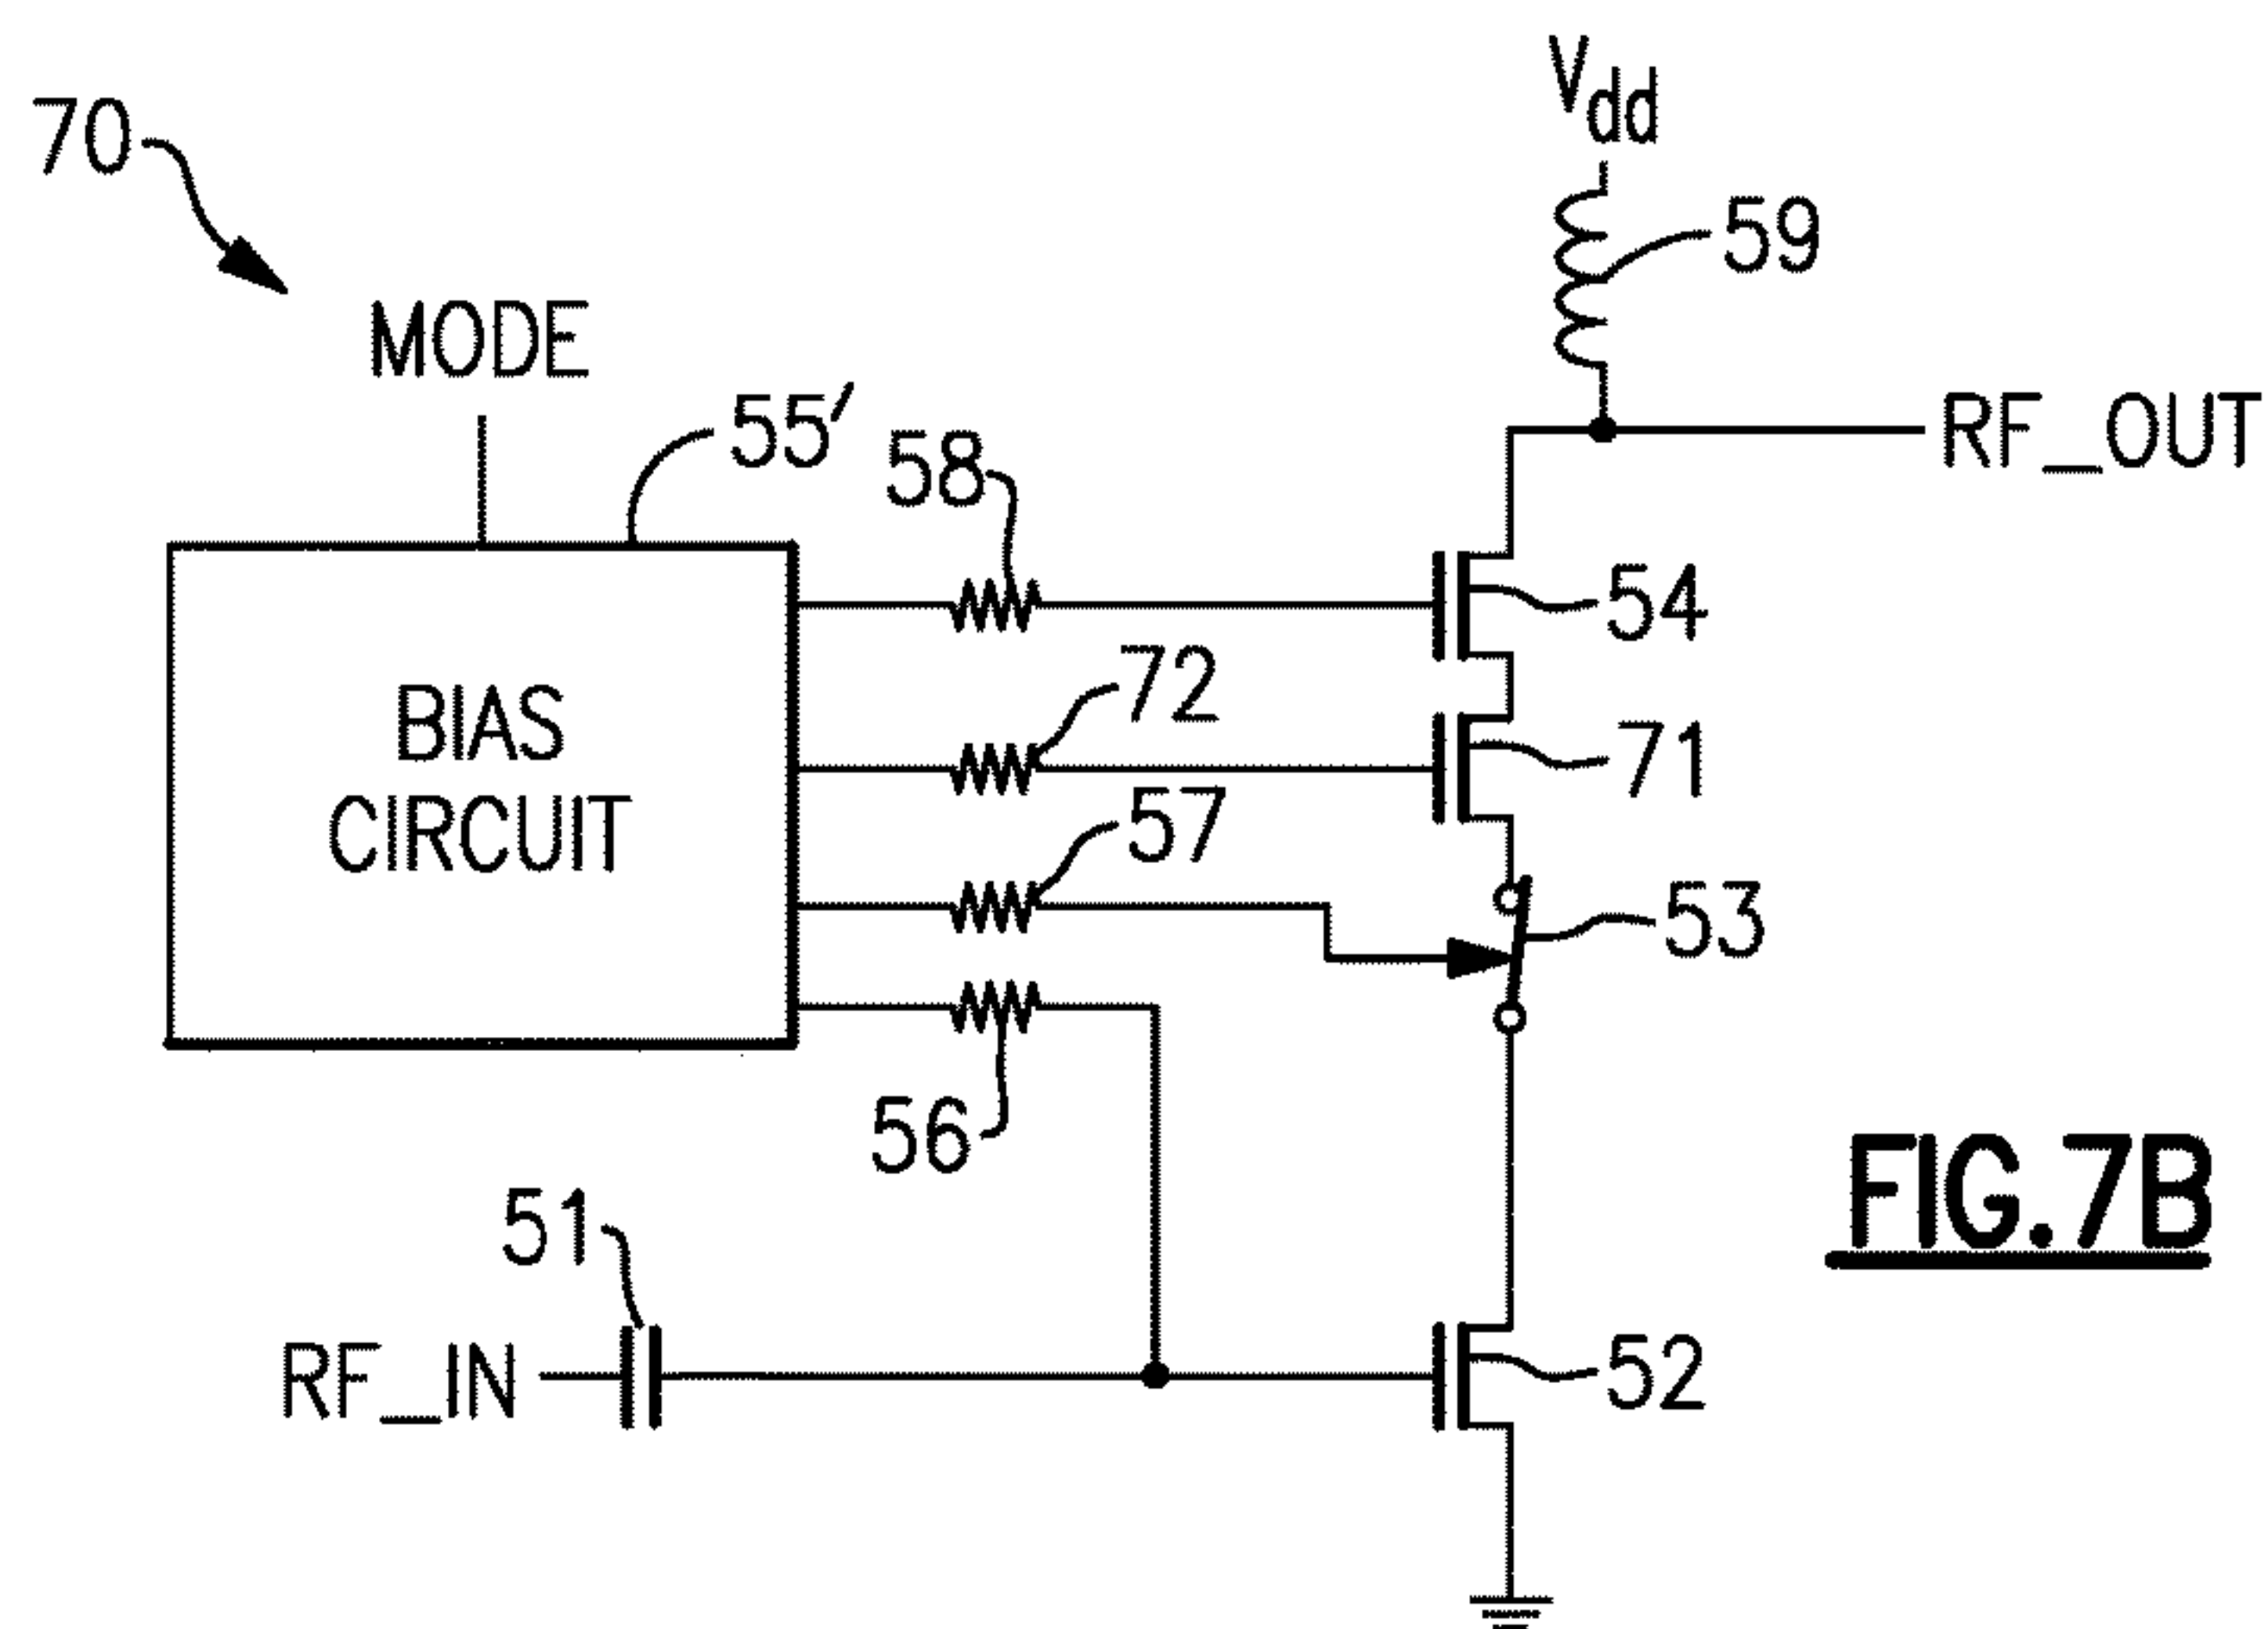 70
Vdd
59
MODE
55'
58
RF_OUT
54
72
71
BIAS
CIRCUIT
57
53
56
FIG.7B
51
RF_IN
52